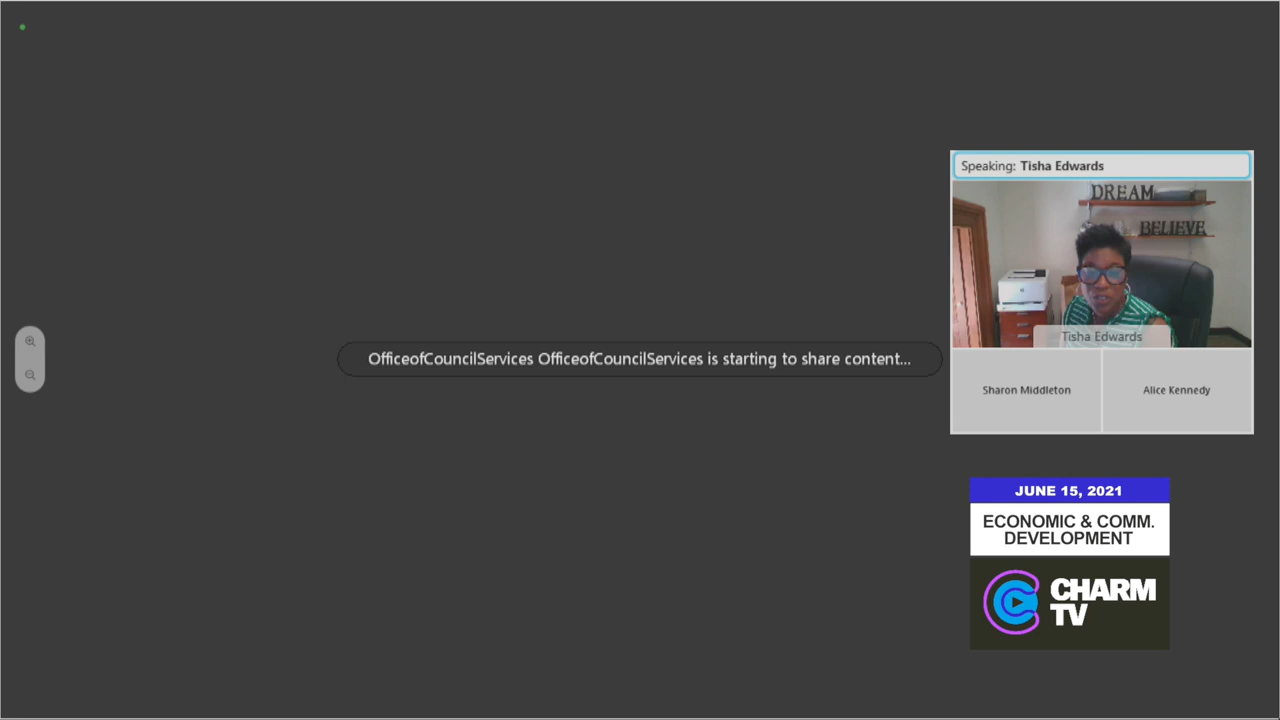 Speaking: Tisha Edwards
DREAM
BELIEVE
Tisha Edwards
OfficeofCouncilServices OfficeofCouncilServices is starting to share content...
Sharon Middleton
Alice Kennedy
JUNE 15, 2021
ECONOMIC & COMM.
DEVELOPMENT
CHARM
TV